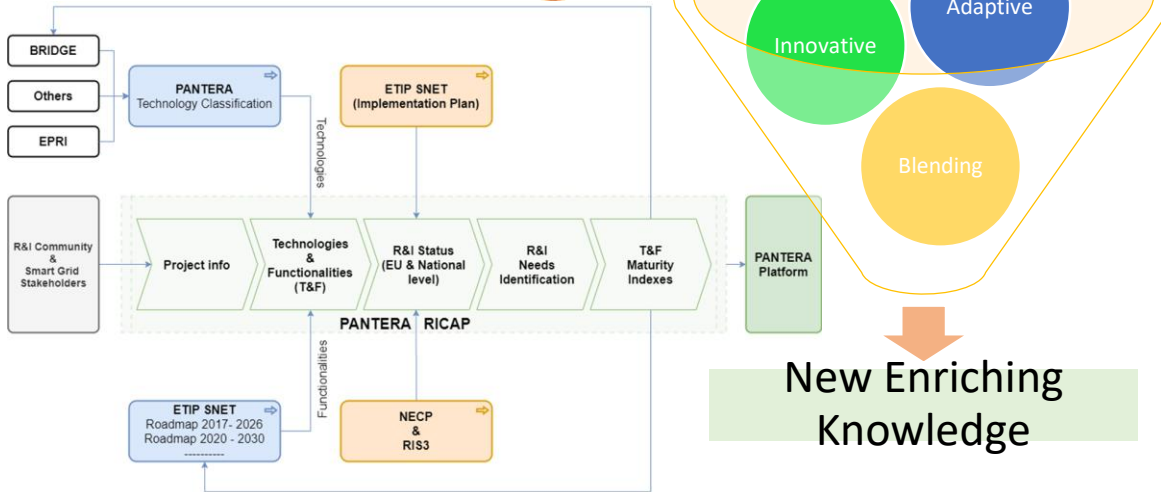 BRIDGE
Others
EPRI
PANTERA
Technology Classification
ETIP SNET
(Implementation Plan)
Technologies
R&I Community
&
Smart Grid
Stakeholders
Project info
Technologies
&
Functionalities
(T&F)
R&I Status
(EU & National
level)
R&I
Needs
Identification
T&F
Maturity
Indexes
PANTERA
Platform
PANTERA RICAP
Functionalities
ETIP SNET
Roadmap 2017- 2026
Roadmap 2020 - 2030
----------
NECP
&
RIS3
Adaptive
Innovative
Blending
New Enriching
Knowledge